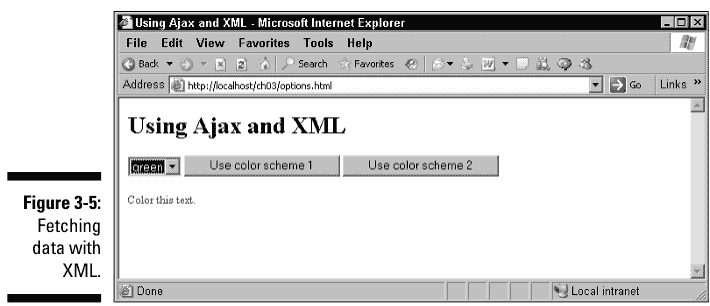 Using Ajax and XML - Microsoft Internet Explorer
File Edit View Favorites Tools Help
Back Search Favorites
Address http://localhost/ch03/options.html Go Links »
Using Ajax and XML
green Use color scheme 1 Use color scheme 2
Color this text.
Done Local intranet
Figure 3-5:
Fetching
data with
XML.